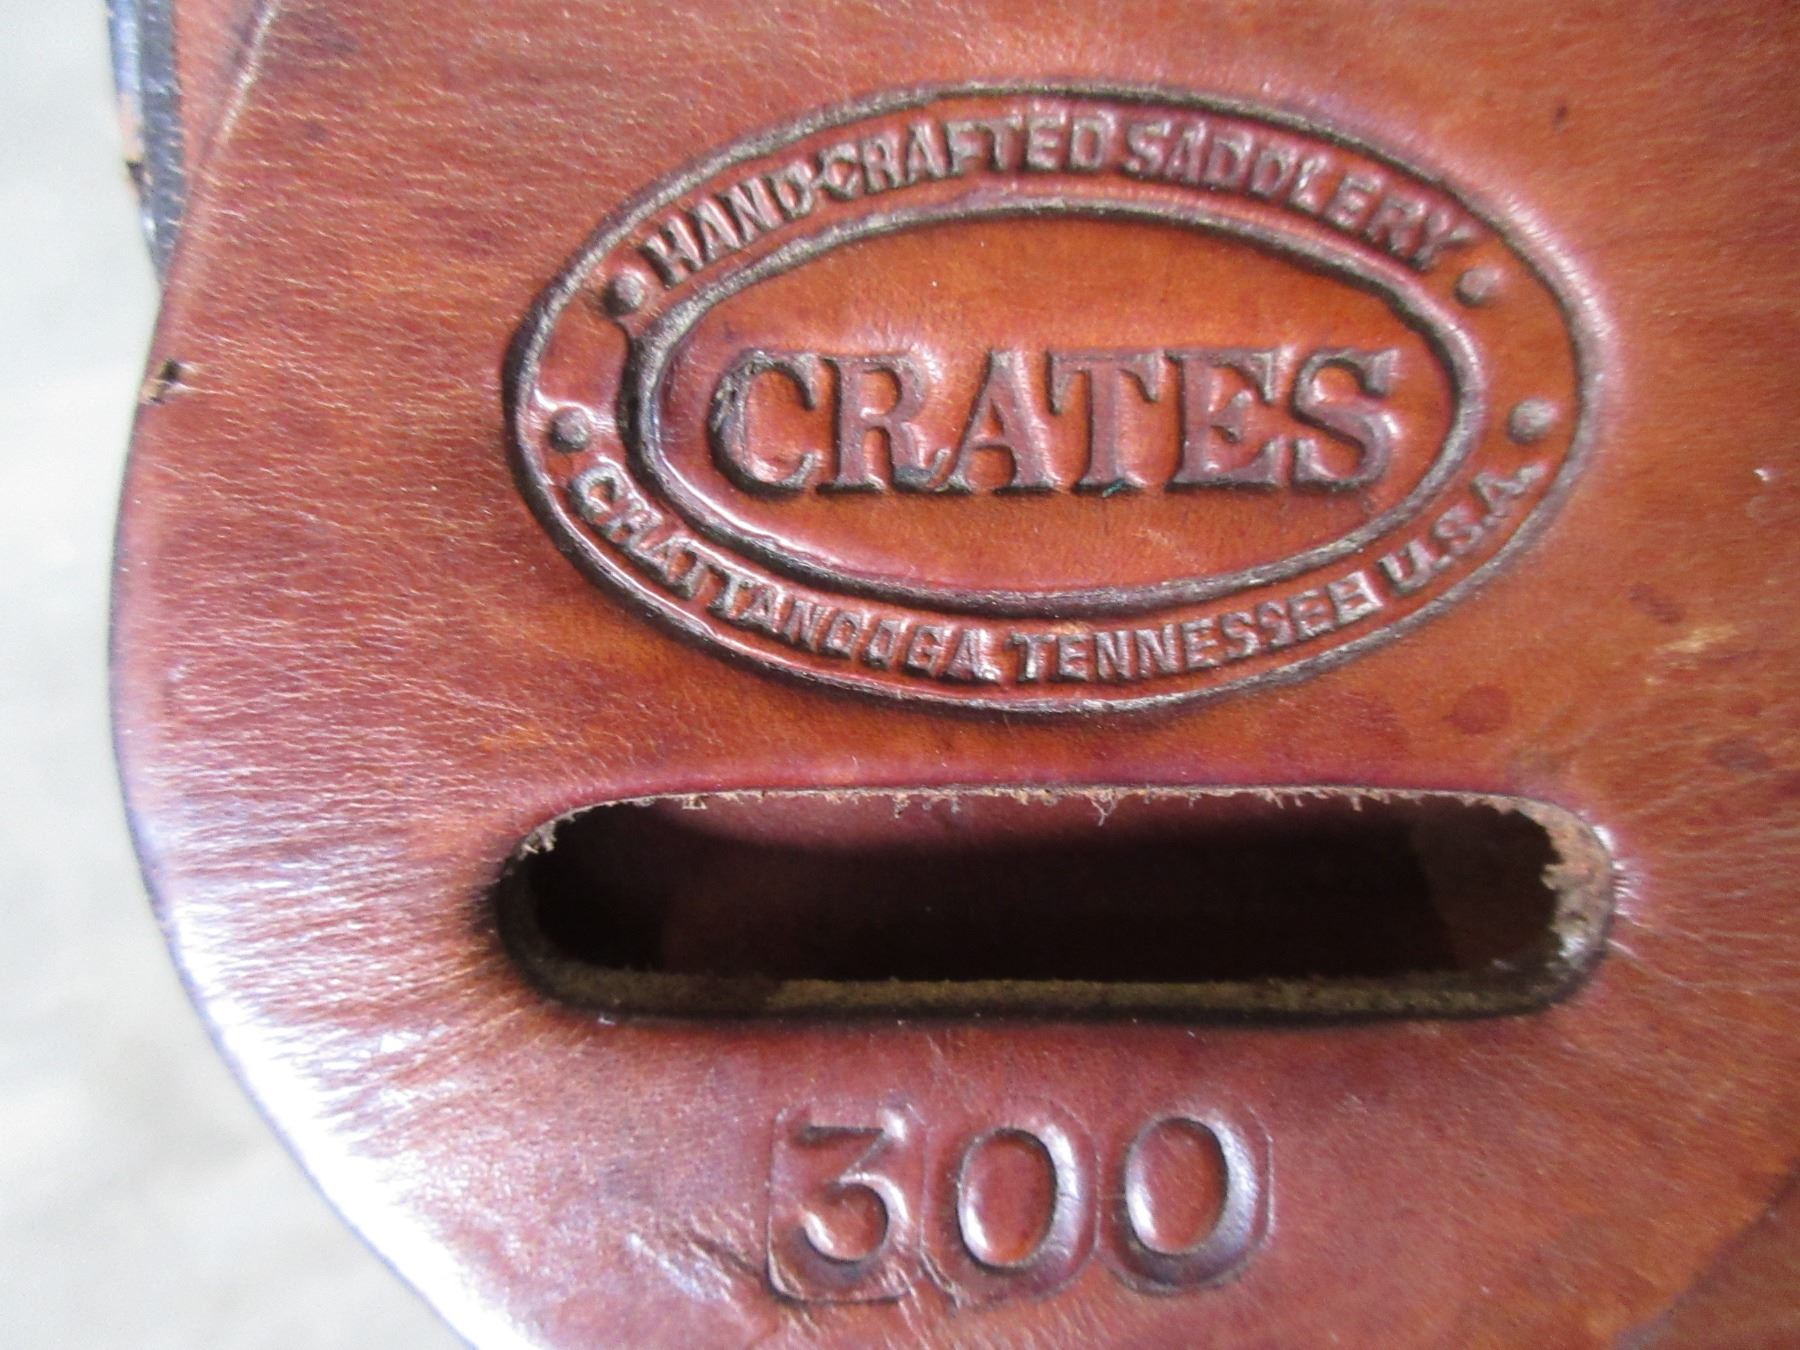 HAND-CRAFTED SADDLERY
CRATES
CHATTANOOGA, TENNESSEE U.S.A.
300